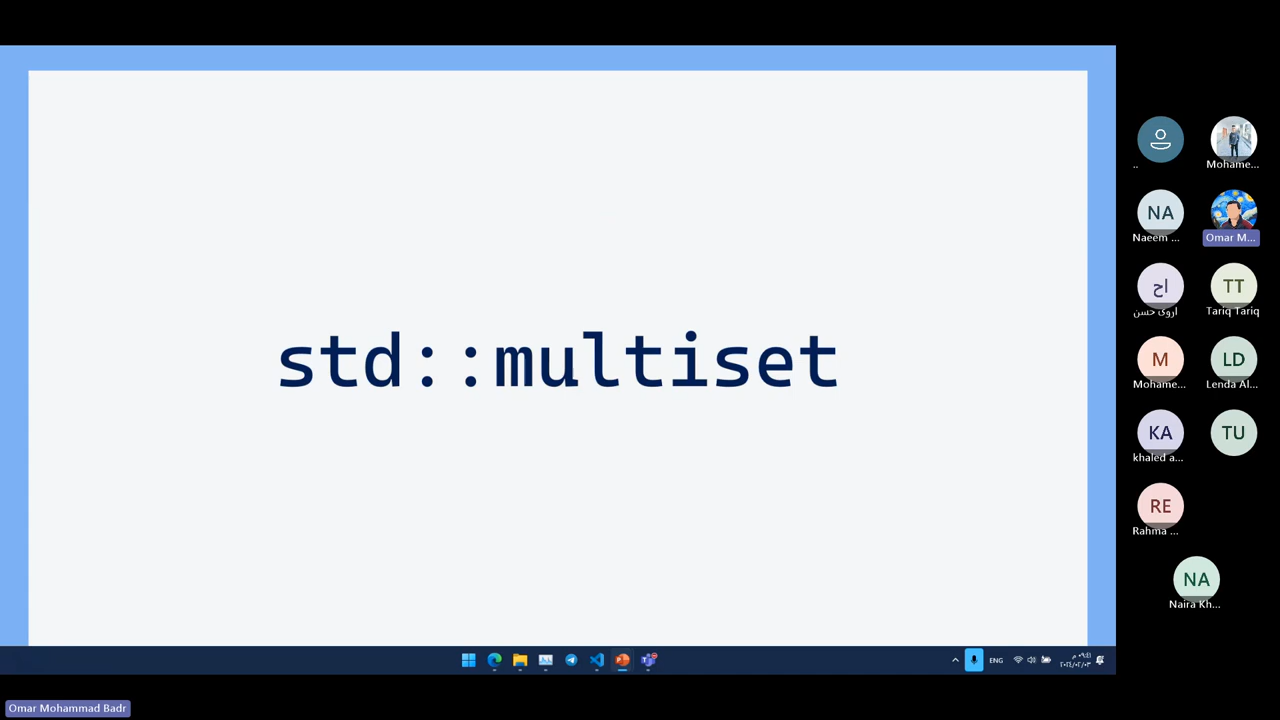 std::multiset
..
Mohame...
NA
Naeem ...
Omar M...
اح
اروى حسن
TT
Tariq Tariq
M
Mohame...
LD
Lenda Al...
KA
khaled a...
TU
RE
Rahma ...
NA
Naira Kh...
ENG
Omar Mohammad Badr